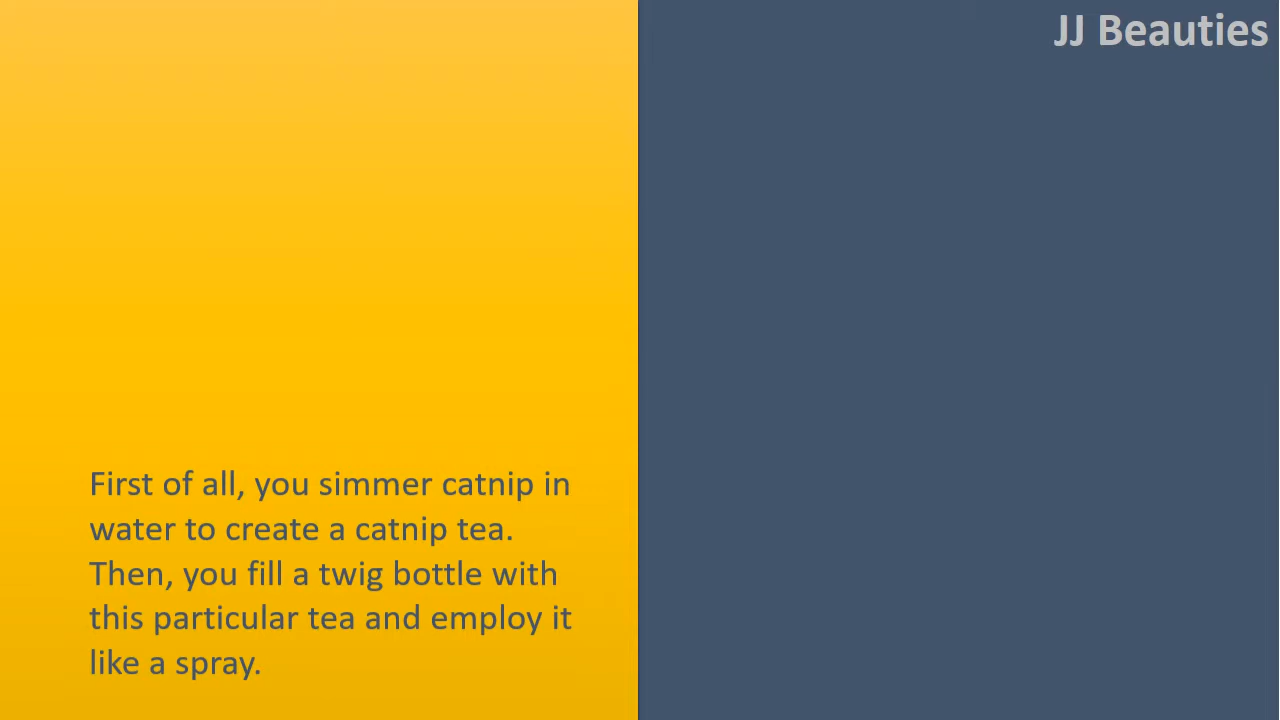 JJ Beauties
First of all, you simmer catnip in
water to create a catnip tea.
Then, you fill a twig bottle with
this particular tea and employ it
like a spray.